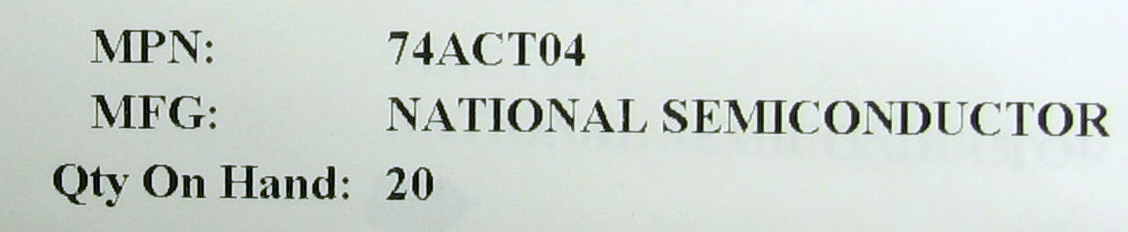 MPN: 74ACT04
MFG: NATIONAL SEMICONDUCTOR
Qty On Hand: 20